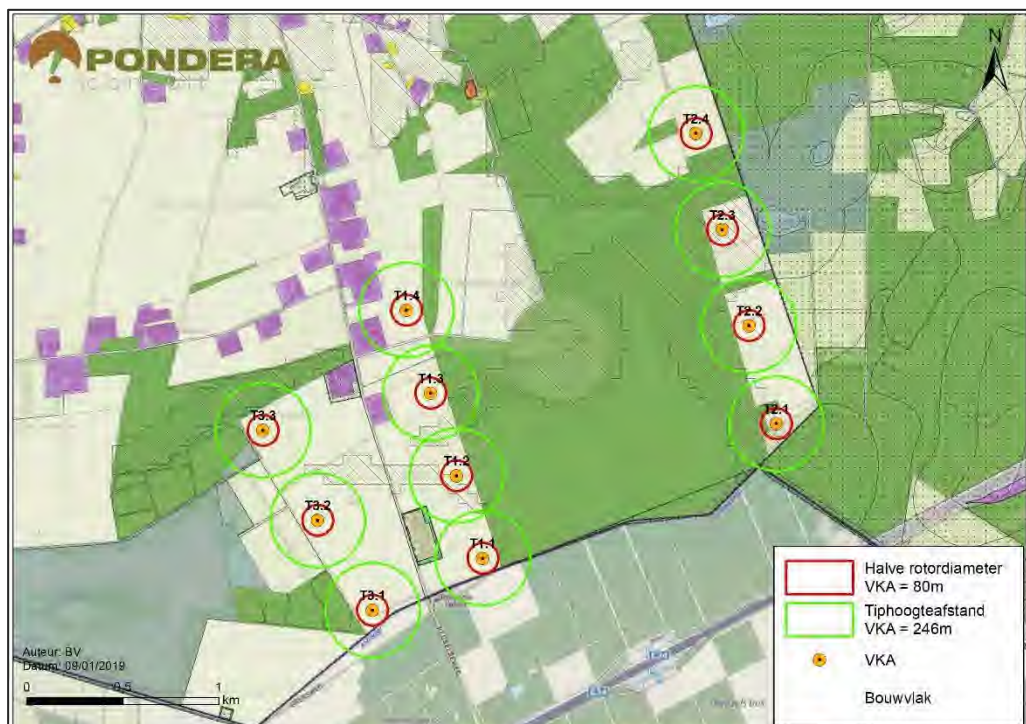 PONDERA
N
T2.4
T2.3
T1.4
T2.2
T1.3
T3.3
T2.1
T1.2
T3.2
T1.1
T3.1
Halve rotordiameter
VKA = 80m
Tiphoogteafstand
VKA = 246m
VKA
Bouwvlak
Auteur: BV
Datum: 09/01/2019
0 0,5 1
km